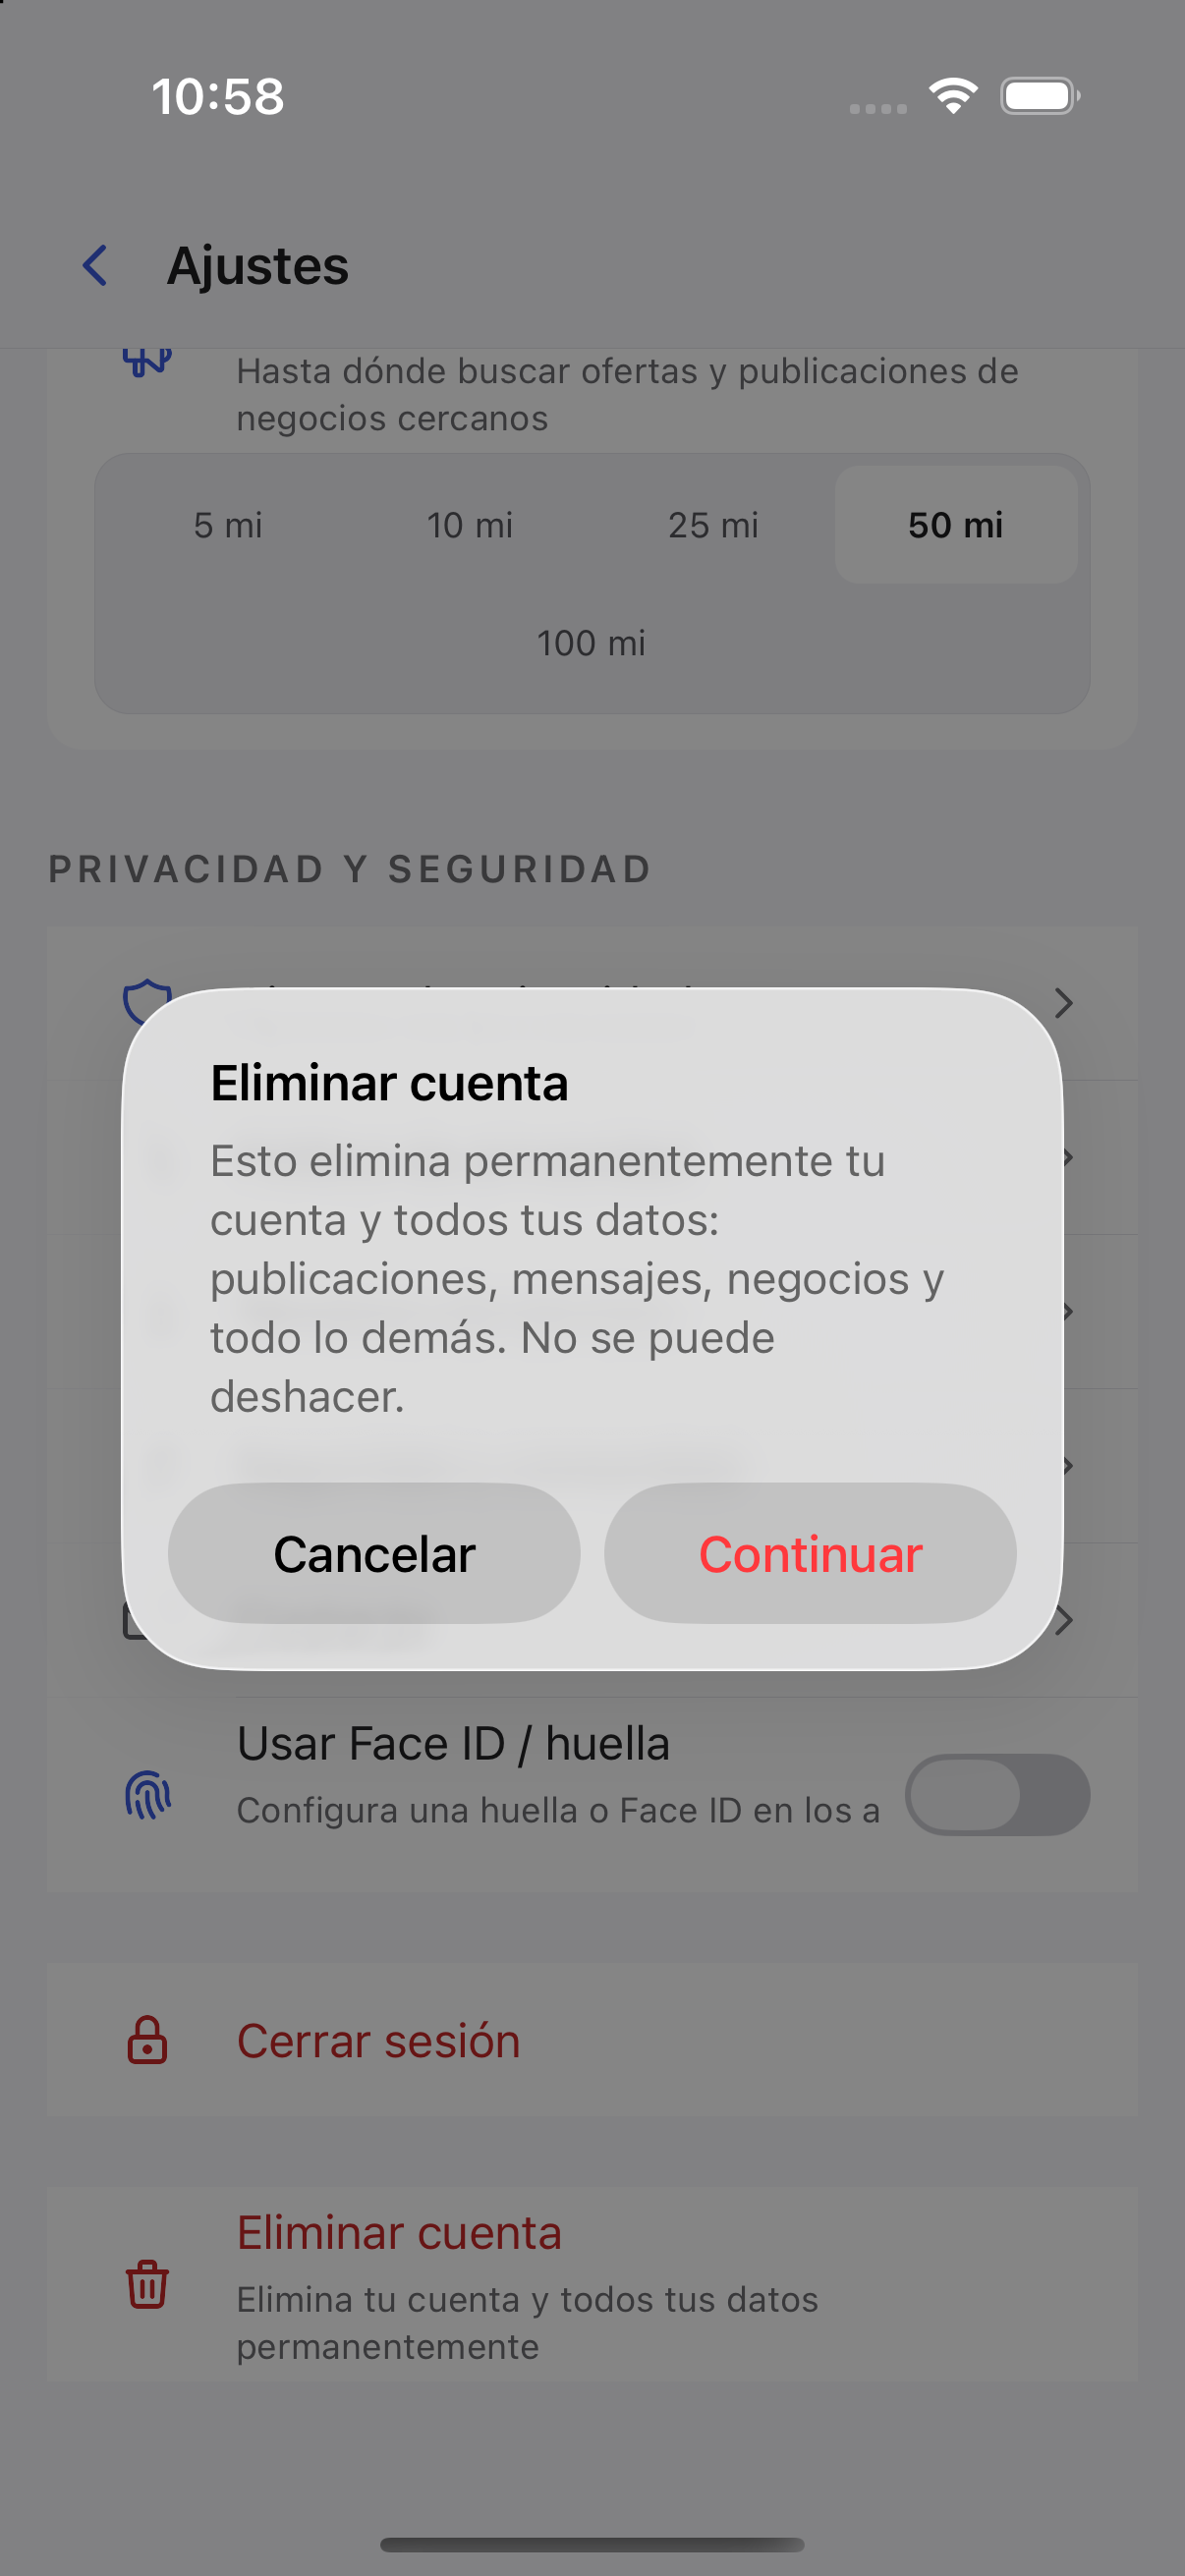 10:58
Ajustes
Hasta dónde buscar ofertas y publicaciones de
negocios cercanos
5 mi
10 mi
25 mi
50 mi
100 mi
PRIVACIDAD Y SEGURIDAD
Eliminar cuenta
Esto elimina permanentemente tu
cuenta y todos tus datos:
publicaciones, mensajes, negocios y
todo lo demás. No se puede
deshacer.
Cancelar
Continuar
Usar Face ID / huella
Configura una huella o Face ID en los a
Cerrar sesión
Eliminar cuenta
Elimina tu cuenta y todos tus datos
permanentemente